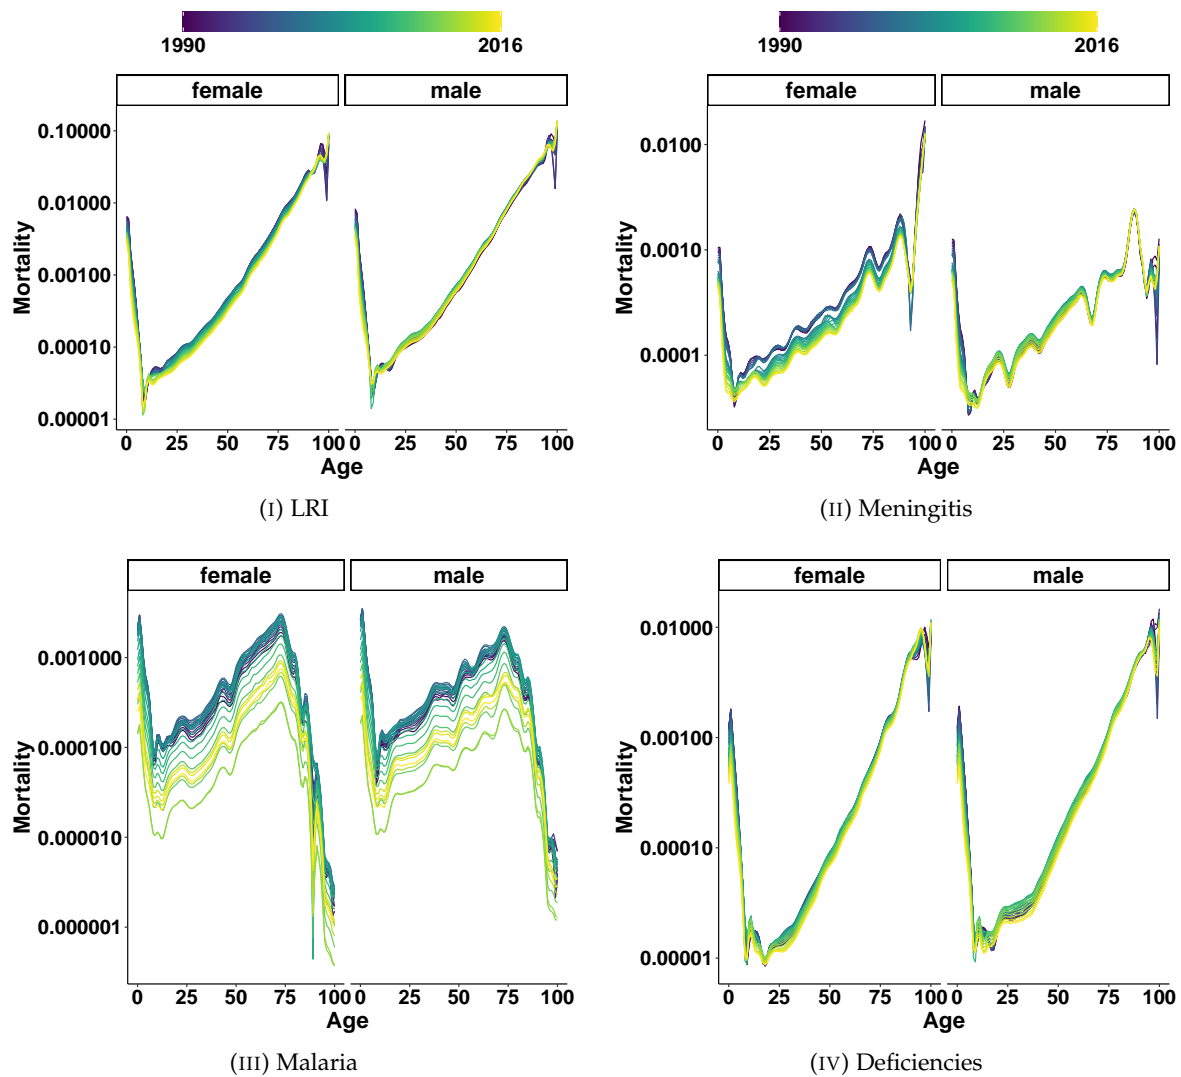 1990 2016
female male
0.10000
0.01000
0.00100
0.00010
0.00001
Mortality
0 25 50 75 100 0 25 50 75 100
Age
(I) LRI
1990 2016
female male
0.0100
0.0010
0.0001
Mortality
0 25 50 75 100 0 25 50 75 100
Age
(II) Meningitis
female male
0.001000
0.000100
0.000010
0.000001
Mortality
0 25 50 75 100 0 25 50 75 100
Age
(III) Malaria
female male
0.01000
0.00100
0.00010
0.00001
Mortality
0 25 50 75 100 0 25 50 75 100
Age
(IV) Deficiencies